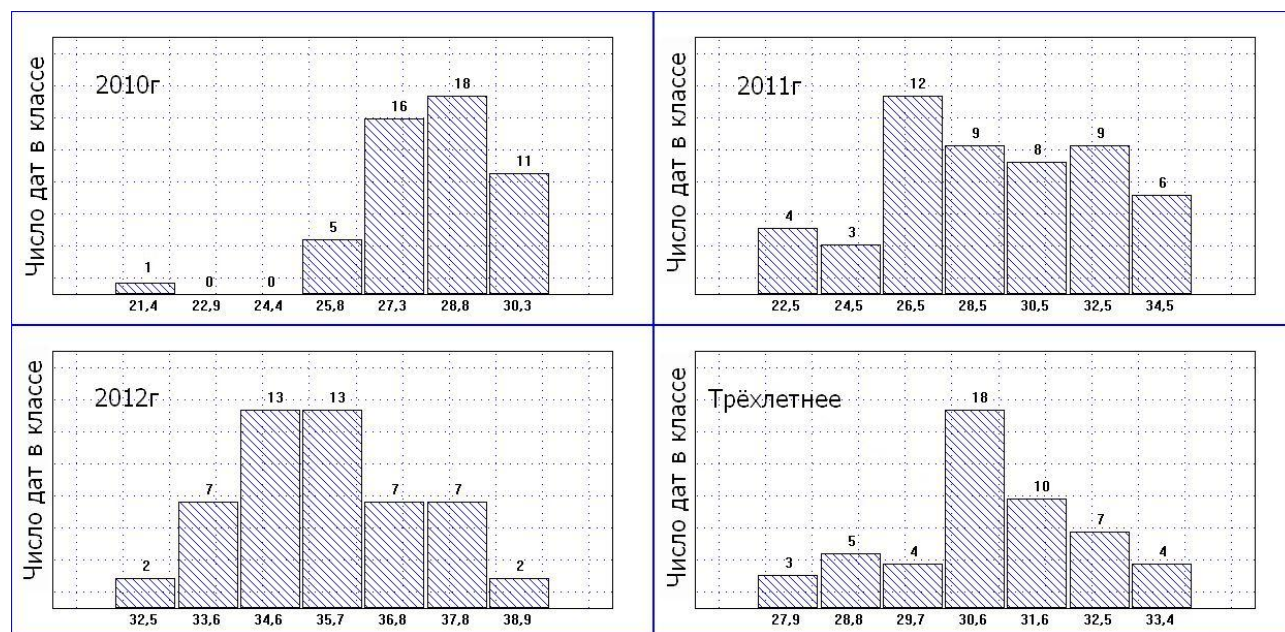 Число дат в классе
2010г
1
0
0
5
16
18
11
21,4 22,9 24,4 25,8 27,3 28,8 30,3
Число дат в классе
2011г
4
3
12
9
8
9
6
22,5 24,5 26,5 28,5 30,5 32,5 34,5
Число дат в классе
2012г
2
7
13
13
7
7
2
32,5 33,6 34,6 35,7 36,8 37,8 38,9
Число дат в классе
Трёхлетнее
3
5
4
18
10
7
4
27,9 28,8 29,7 30,6 31,6 32,5 33,4